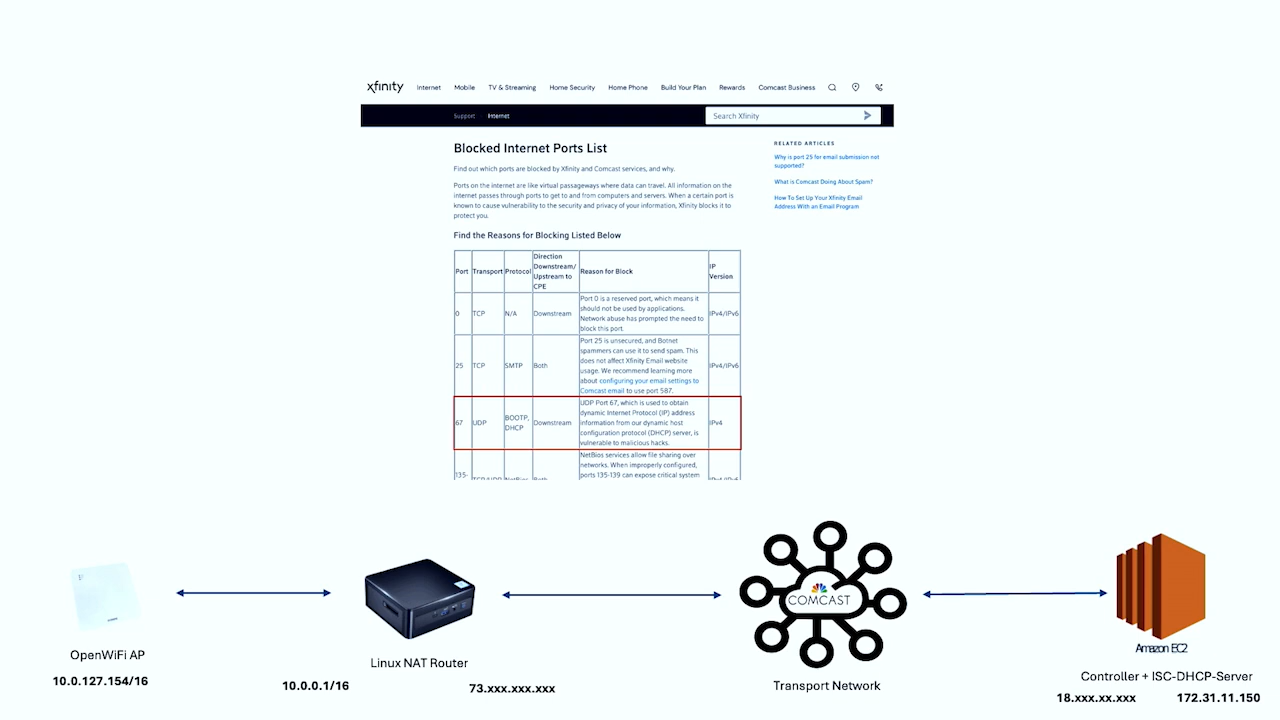 xfinity Internet Mobile TV & Streaming Home Security Home Phone Build Your Plan Rewards Comcast Business
Support Internet Search Xfinity
Blocked Internet Ports List
Find out which ports are blocked by Xfinity and Comcast services, and why.
Ports on the internet are like virtual passageways where data can travel. All information on the
internet passes through ports to get to and from computers and servers. When a certain port is
known to cause vulnerability to the security and privacy of your information, Xfinity blocks it to
protect you.
RELATED ARTICLES
Why is port 25 for email submission not
supported?
What is Comcast Doing About Spam?
How To Set Up Your Xfinity Email
Address With an Email Program
Find the Reasons for Blocking Listed Below
Port
Transport
Protocol
Direction
Downstream/
Upstream to
CPE
Reason for Block
IP
Version
0
TCP
N/A
Downstream
Port 0 is a reserved port, which means it
should not be used by applications.
Network abuse has prompted the need to
block this port.
IPv4/IPv6
25
TCP
SMTP
Both
Port 25 is unsecured, and Botnet
spammers can use it to send spam. This
does not affect Xfinity Email website
usage. We recommend learning more
about configuring your email settings to
Comcast email to use port 587.
IPv4/IPv6
67
UDP
BOOTP,
DHCP
Downstream
UDP Port 67, which is used to obtain
dynamic Internet Protocol (IP) address
information from our dynamic host
configuration protocol (DHCP) server, is
vulnerable to malicious hacks.
IPv4
135-
NetBios services allow file sharing over
networks. When improperly configured,
ports 135-139 can expose critical system
COMCAST
Amazon EC2
OpenWiFi AP
Linux NAT Router
Transport Network
Controller + ISC-DHCP-Server
10.0.127.154/16
10.0.0.1/16
73.xxx.xxx.xxx
18.xxx.xx.xxx
172.31.11.150